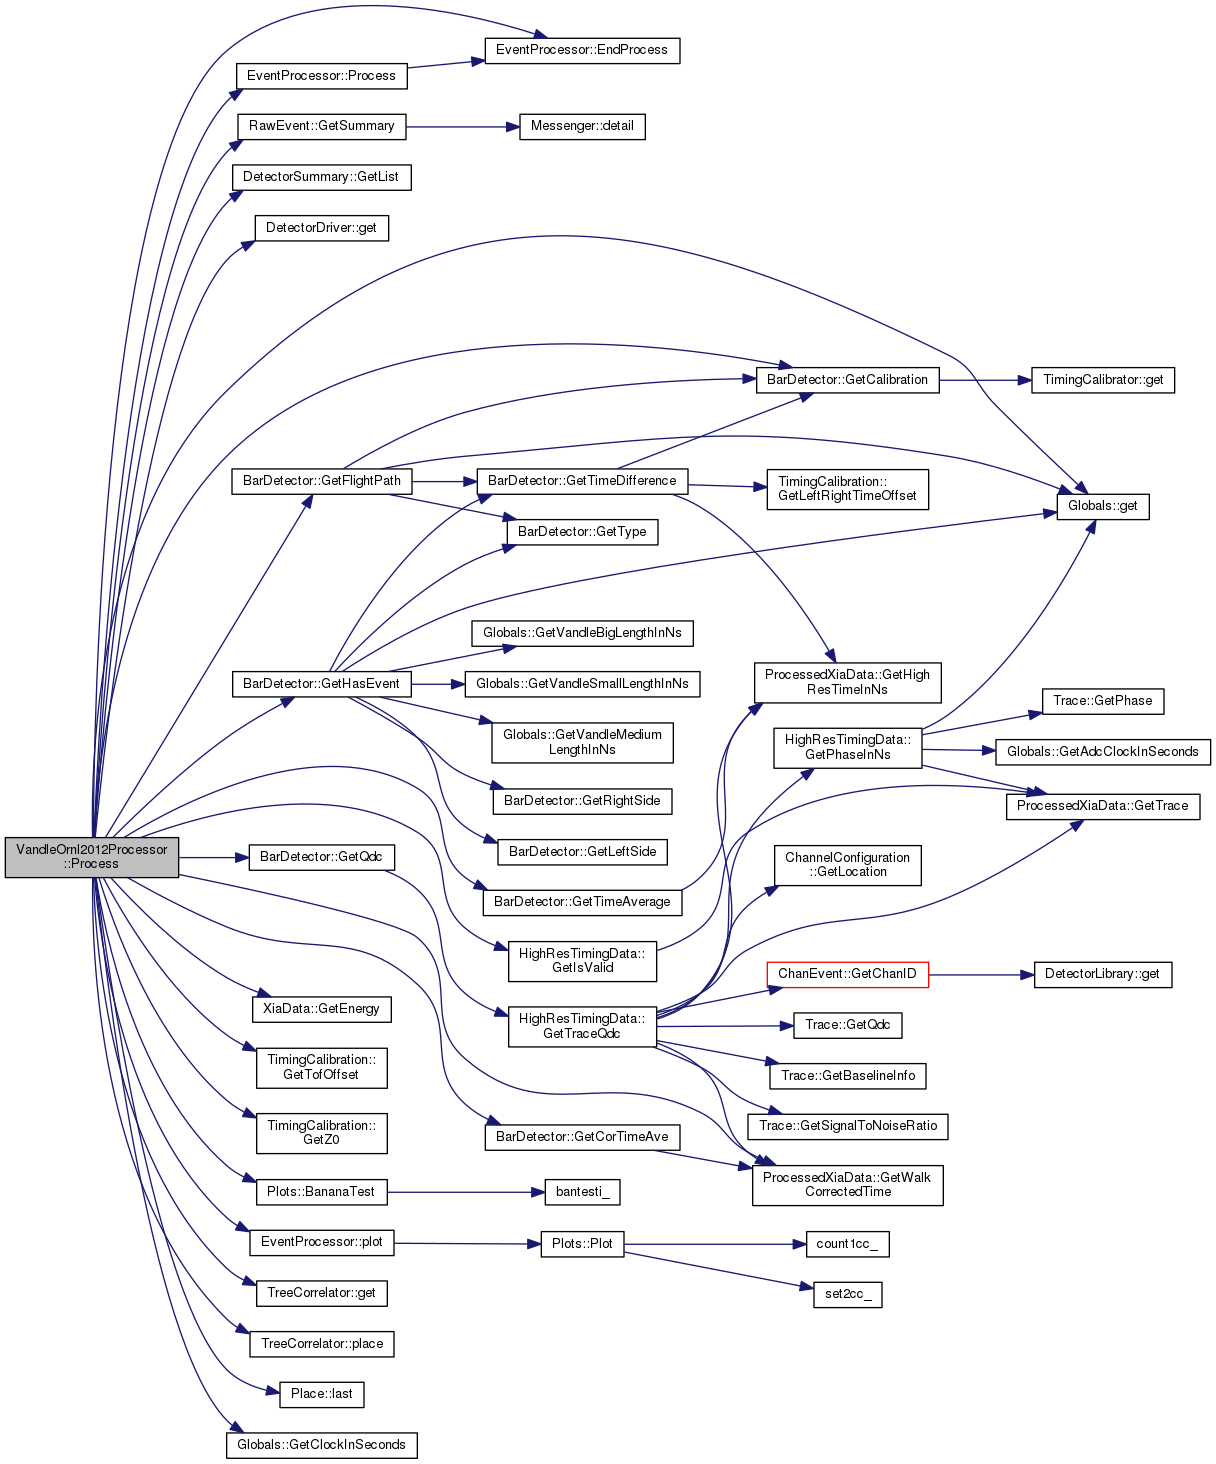 EventProcessor::EndProcess
EventProcessor::Process
RawEvent::GetSummary
Messenger::detail
DetectorSummary::GetList
DetectorDriver::get
BarDetector::GetCalibration
TimingCalibrator::get
BarDetector::GetFlightPath
BarDetector::GetTimeDifference
TimingCalibration::
GetLeftRightTimeOffset
Globals::get
BarDetector::GetType
Globals::GetVandleBigLengthInNs
BarDetector::GetHasEvent
Globals::GetVandleSmallLengthInNs
ProcessedXiaData::GetHigh
ResTimeInNs
Trace::GetPhase
Globals::GetVandleMedium
LengthInNs
HighResTimingData::
GetPhaseInNs
Globals::GetAdcClockInSeconds
BarDetector::GetRightSide
ProcessedXiaData::GetTrace
VandleOrnl2012Processor
::Process
BarDetector::GetQdc
BarDetector::GetLeftSide
ChannelConfiguration
::GetLocation
BarDetector::GetTimeAverage
HighResTimingData::
GetIsValid
ChanEvent::GetChanID
DetectorLibrary::get
XiaData::GetEnergy
HighResTimingData::
GetTraceQdc
Trace::GetQdc
TimingCalibration::
GetTofOffset
Trace::GetBaselineInfo
TimingCalibration::
GetZ0
Trace::GetSignalToNoiseRatio
BarDetector::GetCorTimeAve
ProcessedXiaData::GetWalk
CorrectedTime
Plots::BananaTest
bantesti_
EventProcessor::plot
Plots::Plot
count1cc_
TreeCorrelator::get
set2cc_
TreeCorrelator::place
Place::last
Globals::GetClockInSeconds